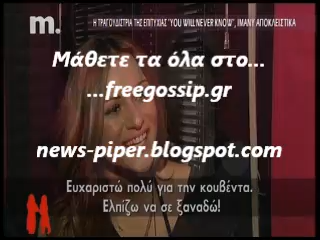 m.
Η ΤΡΑΓΟΥΔΙΣΤΡΙΑ ΤΗΣ ΕΠΙΤΥΧΙΑΣ "YOU WILL NEVER KNOW", IMANY ΑΠΟΚΛΕΙΣΤΙΚΑ
Μάθετε τα όλα στο...
...freegossip.gr
news-piper.blogspot.com
Ευχαριστώ πολύ για την κουβέντα.
Ελπίζω να σε ξαναδώ!